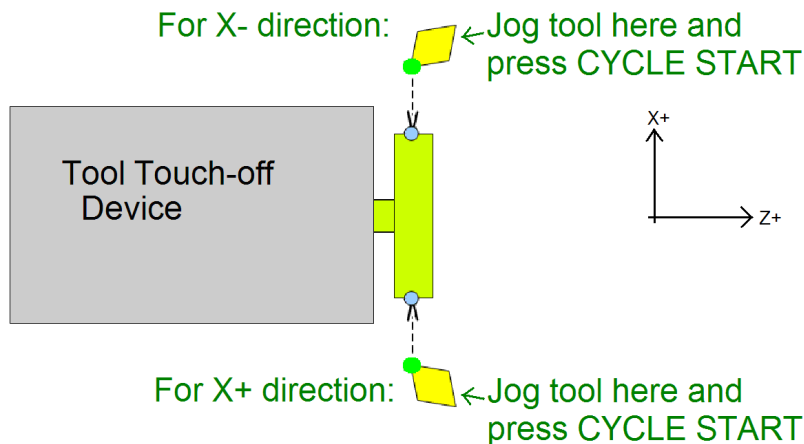 For X- direction:
Jog tool here and
press CYCLE START
Tool Touch-off
Device
X+
Z+
For X+ direction:
Jog tool here and
press CYCLE START